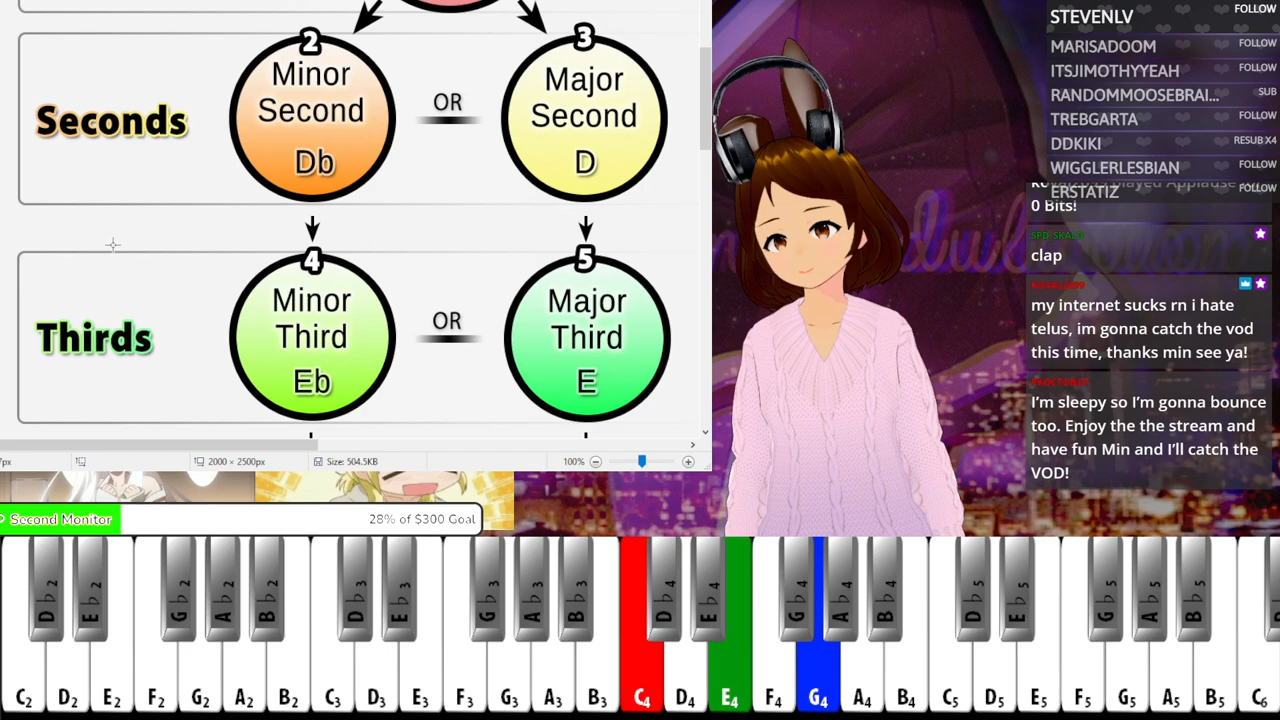 Seconds
2
Minor
Second
Db
OR
3
Major
Second
D
Thirds
4
Minor
Third
Eb
OR
5
Major
Third
E
7px
2000 × 2500px
Size: 504.5KB
100%
Second Monitor
28% of $300 Goal
FOLLOW
STEVENLV
MARISADOOM FOLLOW
ITSJIMOTHYYEAH FOLLOW
RANDOMMOOSEBRAI... SUB
TREBGARTA FOLLOW
DDKIKI RESUB X4
WIGGLERLESBIAN FOLLOW
ERSTATIZ FOLLOW
played Applause
0 Bits!
clap
my internet sucks rn i hate
telus, im gonna catch the vod
this time, thanks min see ya!
I'm sleepy so I'm gonna bounce
too. Enjoy the the stream and
have fun Min and I'll catch the
VOD!
D♭2 E♭2 G♭2 A♭2 B♭2 D♭3 E♭3 G♭3 A♭3 B♭3 D♭4 E♭4 G♭4 A♭4 B♭4 D♭5 E♭5 G♭5 A♭5 B♭5
C2 D2 E2 F2 G2 A2 B2 C3 D3 E3 F3 G3 A3 B3 C4 D4 E4 F4 G4 A4 B4 C5 D5 E5 F5 G5 A5 B5 C6